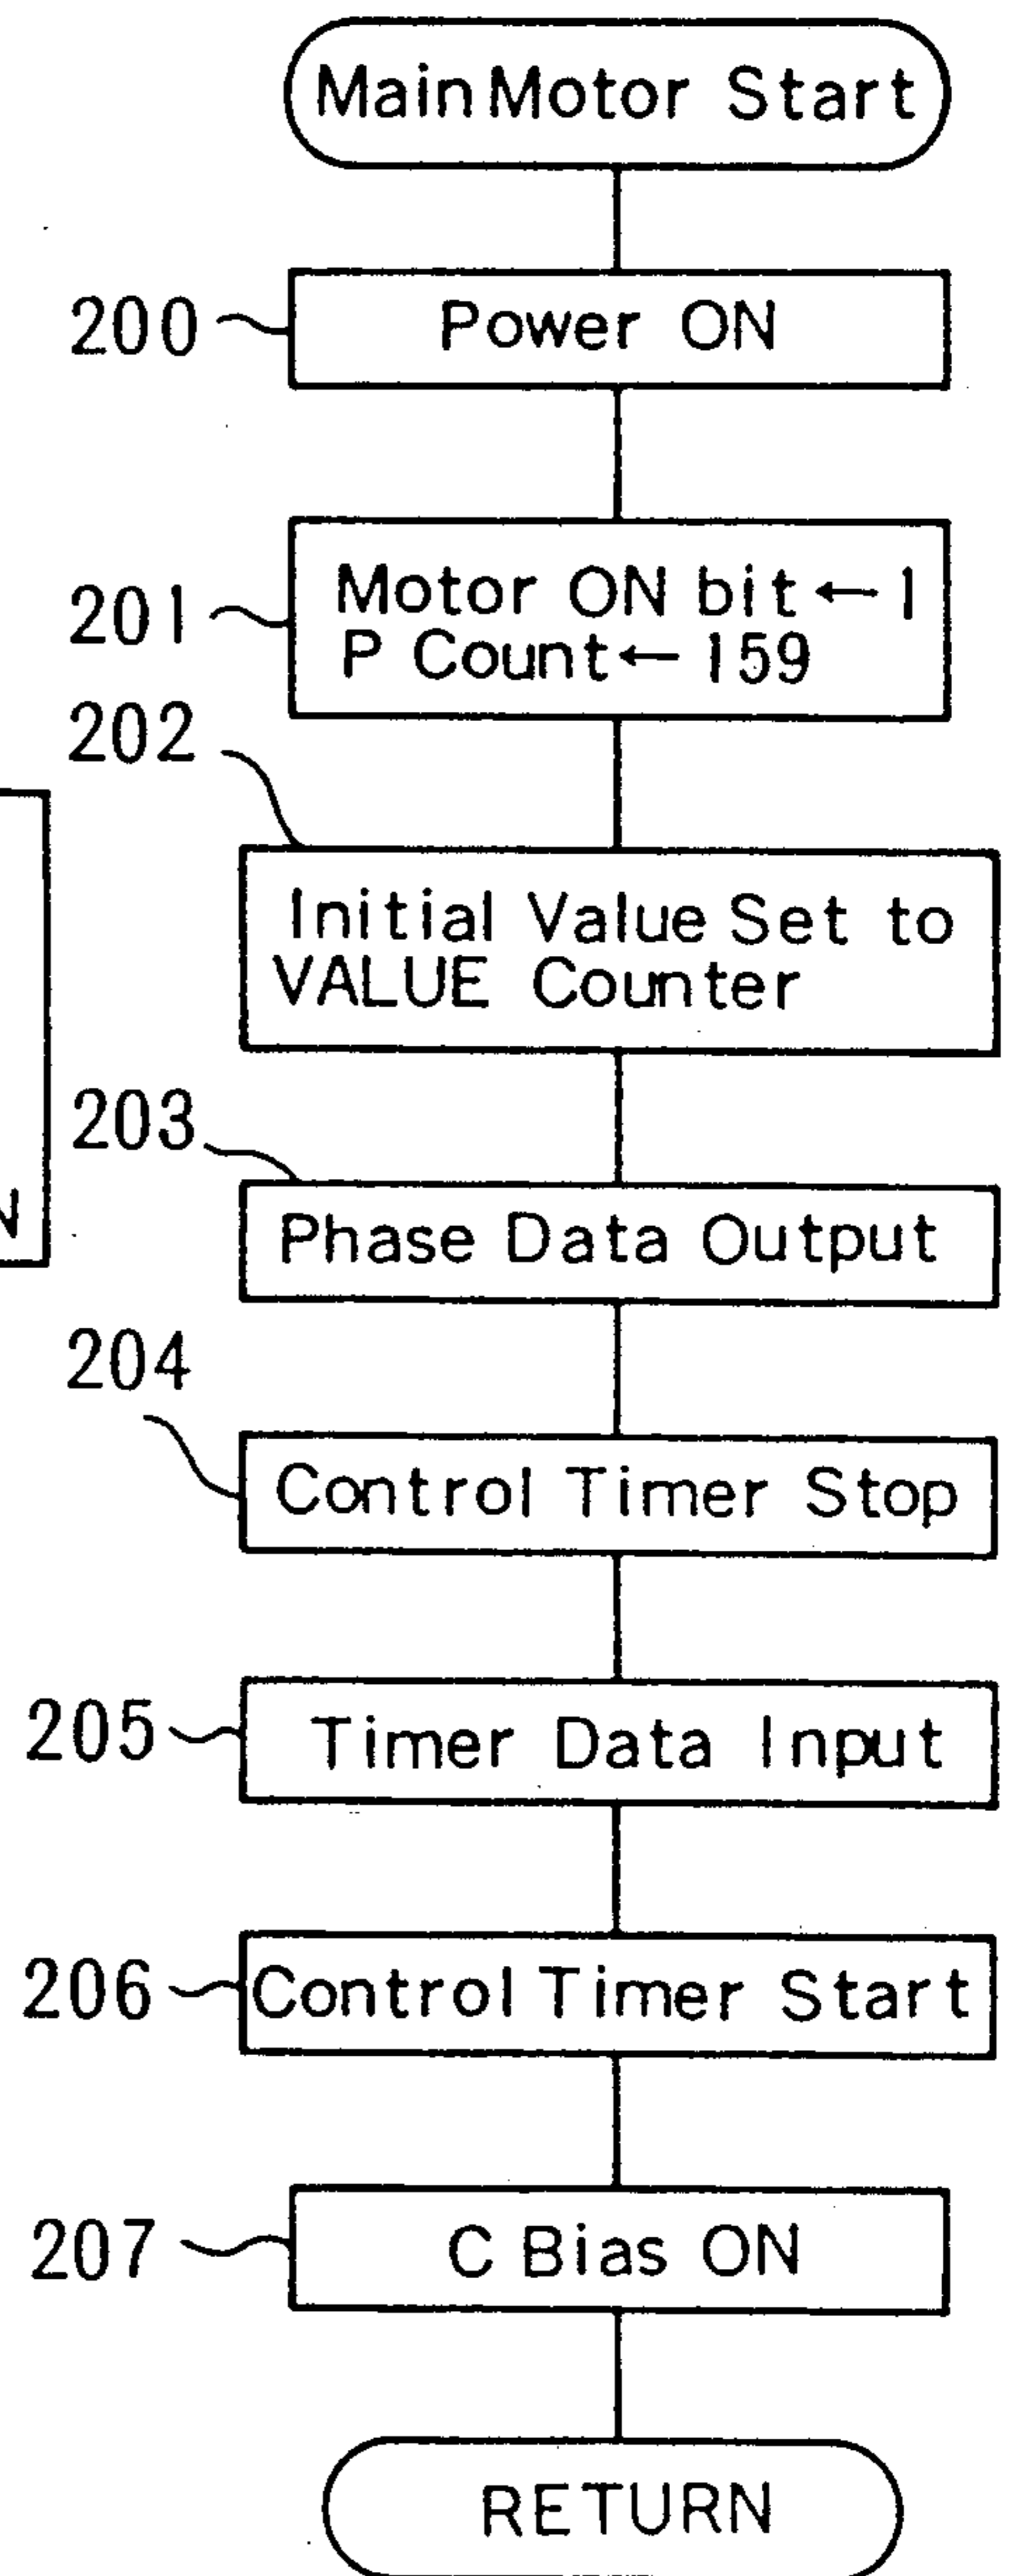 Main Motor Start
200
Power ON
201
Motor ON bit ← 1
P Count ← 159
202
Initial Value Set to
VALUE Counter
203
Phase Data Output
204
Control Timer Stop
205
Timer Data Input
206
Control Timer Start
207
C Bias ON
RETURN